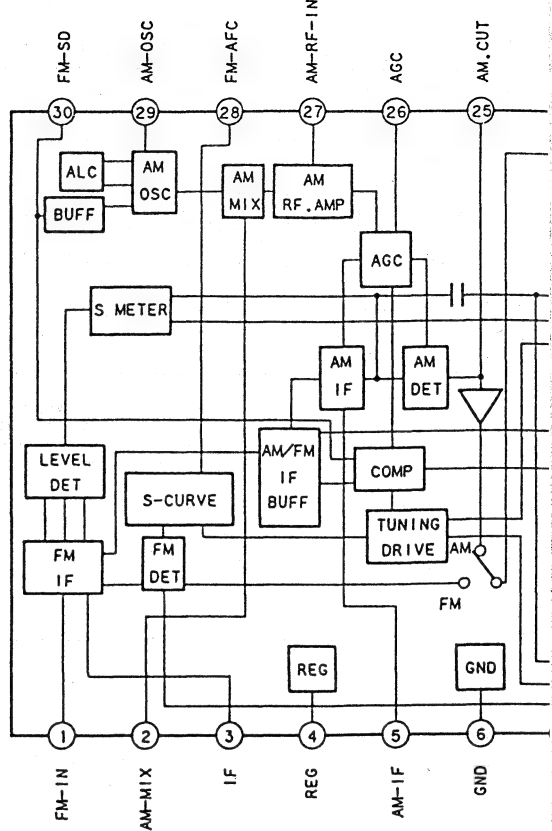 FM-SD
AM-OSC
FM-AFC
AM-RF-IN
AGC
AM.CUT
30
29
28
27
26
25
ALC
AM
OSC
AM
MIX
AM
RF.AMP
BUFF
AGC
S METER
AM
IF
AM
DET
LEVEL
DET
S-CURVE
AM/FM
IF
BUFF
COMP
TUNING
DRIVE
FM
IF
FM
DET
AM
FM
REG
GND
1
2
3
4
5
6
FM-IN
AM-MIX
I.F
REG
AM-IF
GND